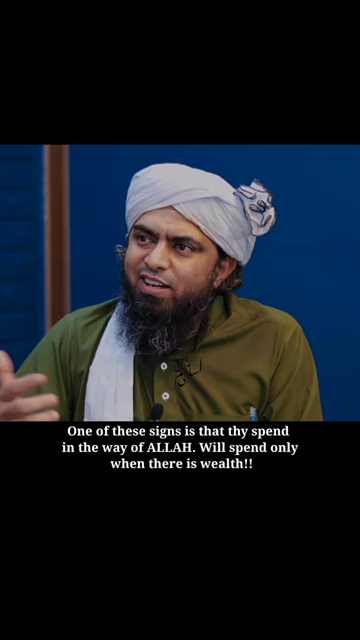 One of these signs is that thy spend
in the way of ALLAH. Will spend only
when there is wealth!!